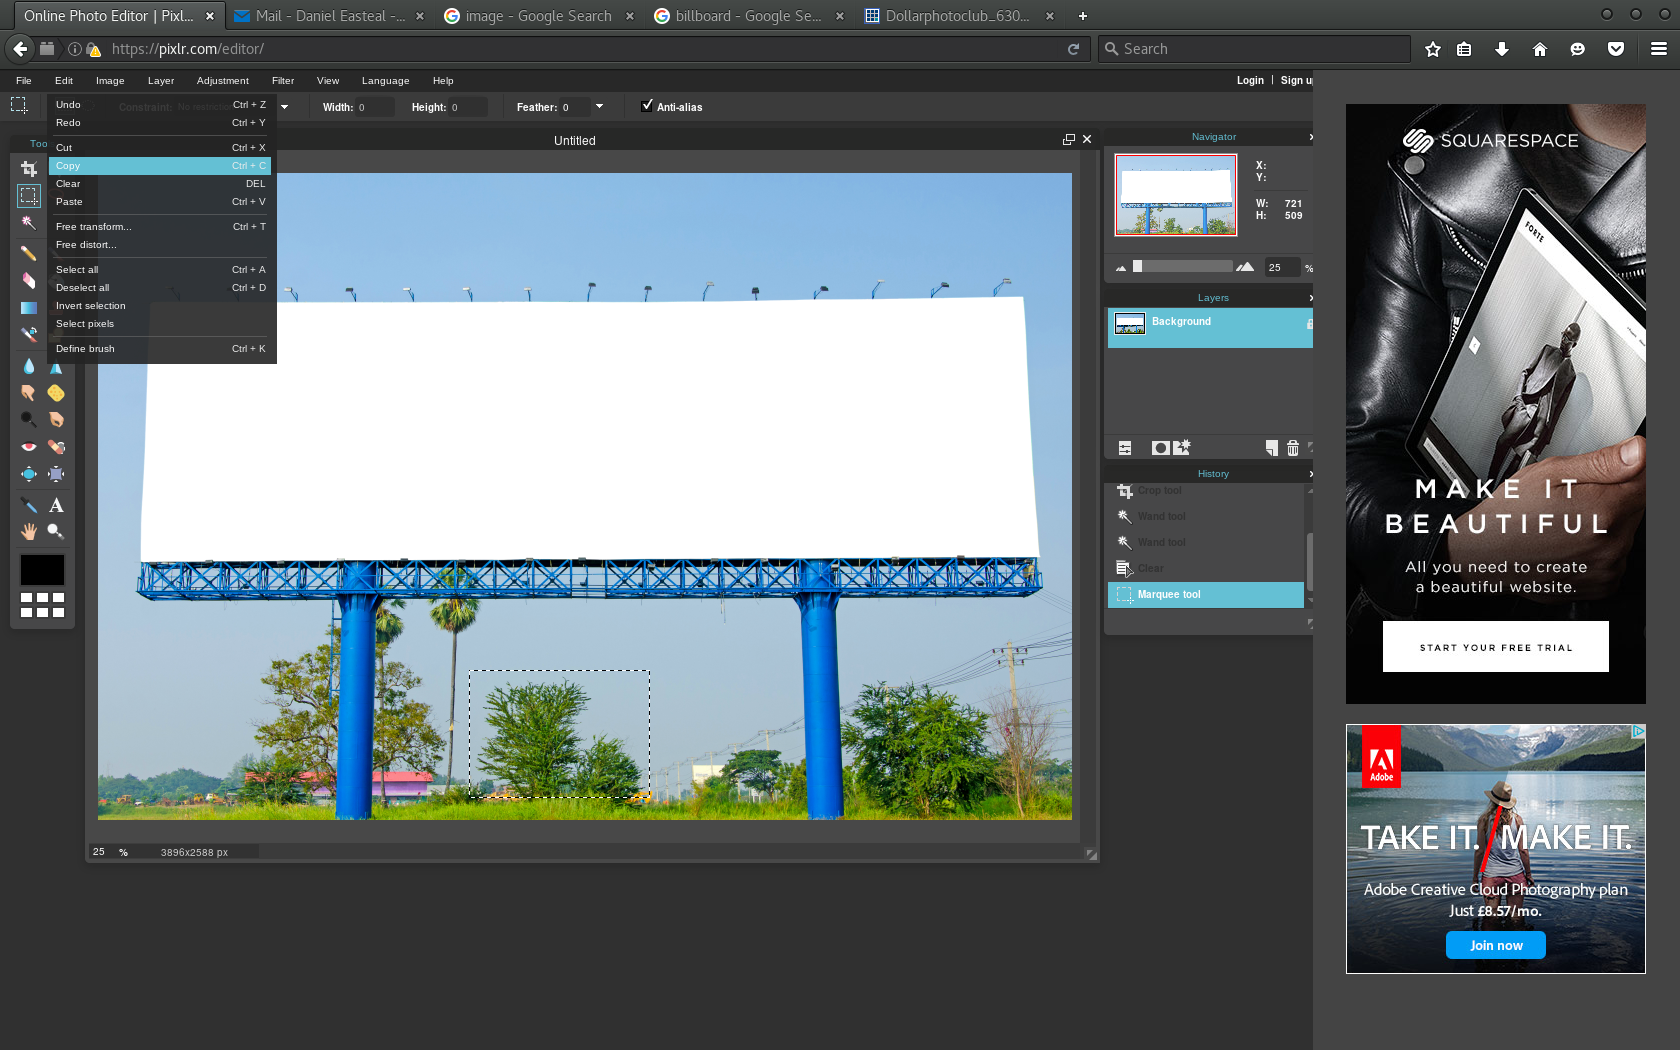 Online Photo Editor | Pixl...
Mail - Daniel Easteal -...
image - Google Search
billboard - Google Se...
Dollarphotoclub_630...
https://pixlr.com/editor/
Search
File Edit Image Layer Adjustment Filter View Language Help
Login | Sign u
Constraint: No restriction
Width: 0
Height: 0
Feather: 0
Anti-alias
Undo Ctrl + Z
Redo Ctrl + Y
Cut Ctrl + X
Copy Ctrl + C
Clear DEL
Paste Ctrl + V
Free transform... Ctrl + T
Free distort...
Select all Ctrl + A
Deselect all Ctrl + D
Invert selection
Select pixels
Define brush Ctrl + K
Too
A
Untitled
25 % 3896x2588 px
Navigator
X:
Y:
W: 721
H: 509
25 %
Layers
Background
History
Crop tool
Wand tool
Wand tool
Clear
Marquee tool
SQUARESPACE
FORTE
MAKE IT
BEAUTIFUL
All you need to create
a beautiful website.
START YOUR FREE TRIAL
Adobe
TAKE IT. MAKE IT.
Adobe Creative Cloud Photography plan
Just £8.57/mo.
Join now